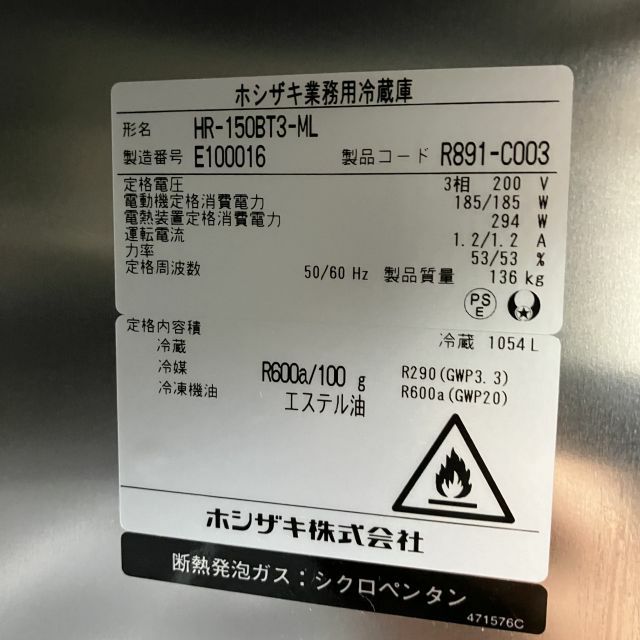 ホシザキ業務用冷蔵庫
形名 HR-150BT3-ML
製造番号 E100016 製品コード R891-C003
定格電圧 3相 200 V
電動機定格消費電力 185/185 W
電熱装置定格消費電力 294 W
運転電流 1.2/1.2 A
力率 53/53 %
定格周波数 50/60 Hz 製品質量 136 kg
PS
E
定格内容積 冷蔵 1054 L
冷蔵
冷媒 R600a/100 g R290(GWP3.3)
冷凍機油 エステル油 R600a(GWP20)
ホシザキ株式会社
断熱発泡ガス：シクロペンタン
471576C